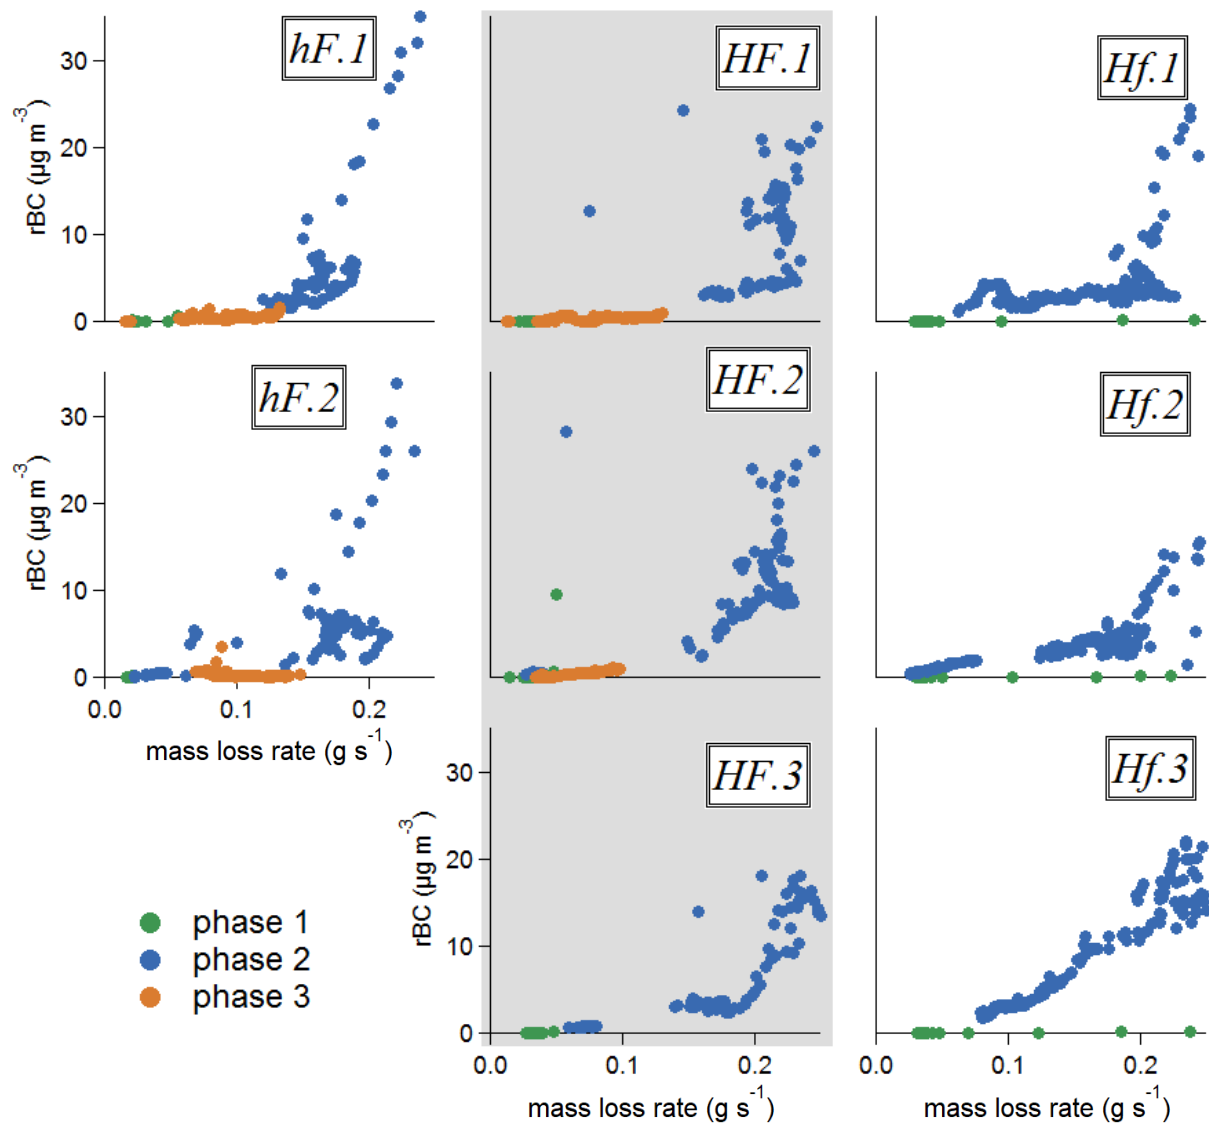 hF.1
HF.1
Hf.1
rBC (µg m⁻³)
30
20
10
0
hF.2
HF.2
Hf.2
rBC (µg m⁻³)
30
20
10
0
0.0 0.1 0.2
mass loss rate (g s⁻¹)
HF.3
Hf.3
rBC (µg m⁻³)
30
20
10
0
phase 1
phase 2
phase 3
0.0 0.1 0.2
0.0 0.1 0.2
mass loss rate (g s⁻¹)
mass loss rate (g s⁻¹)